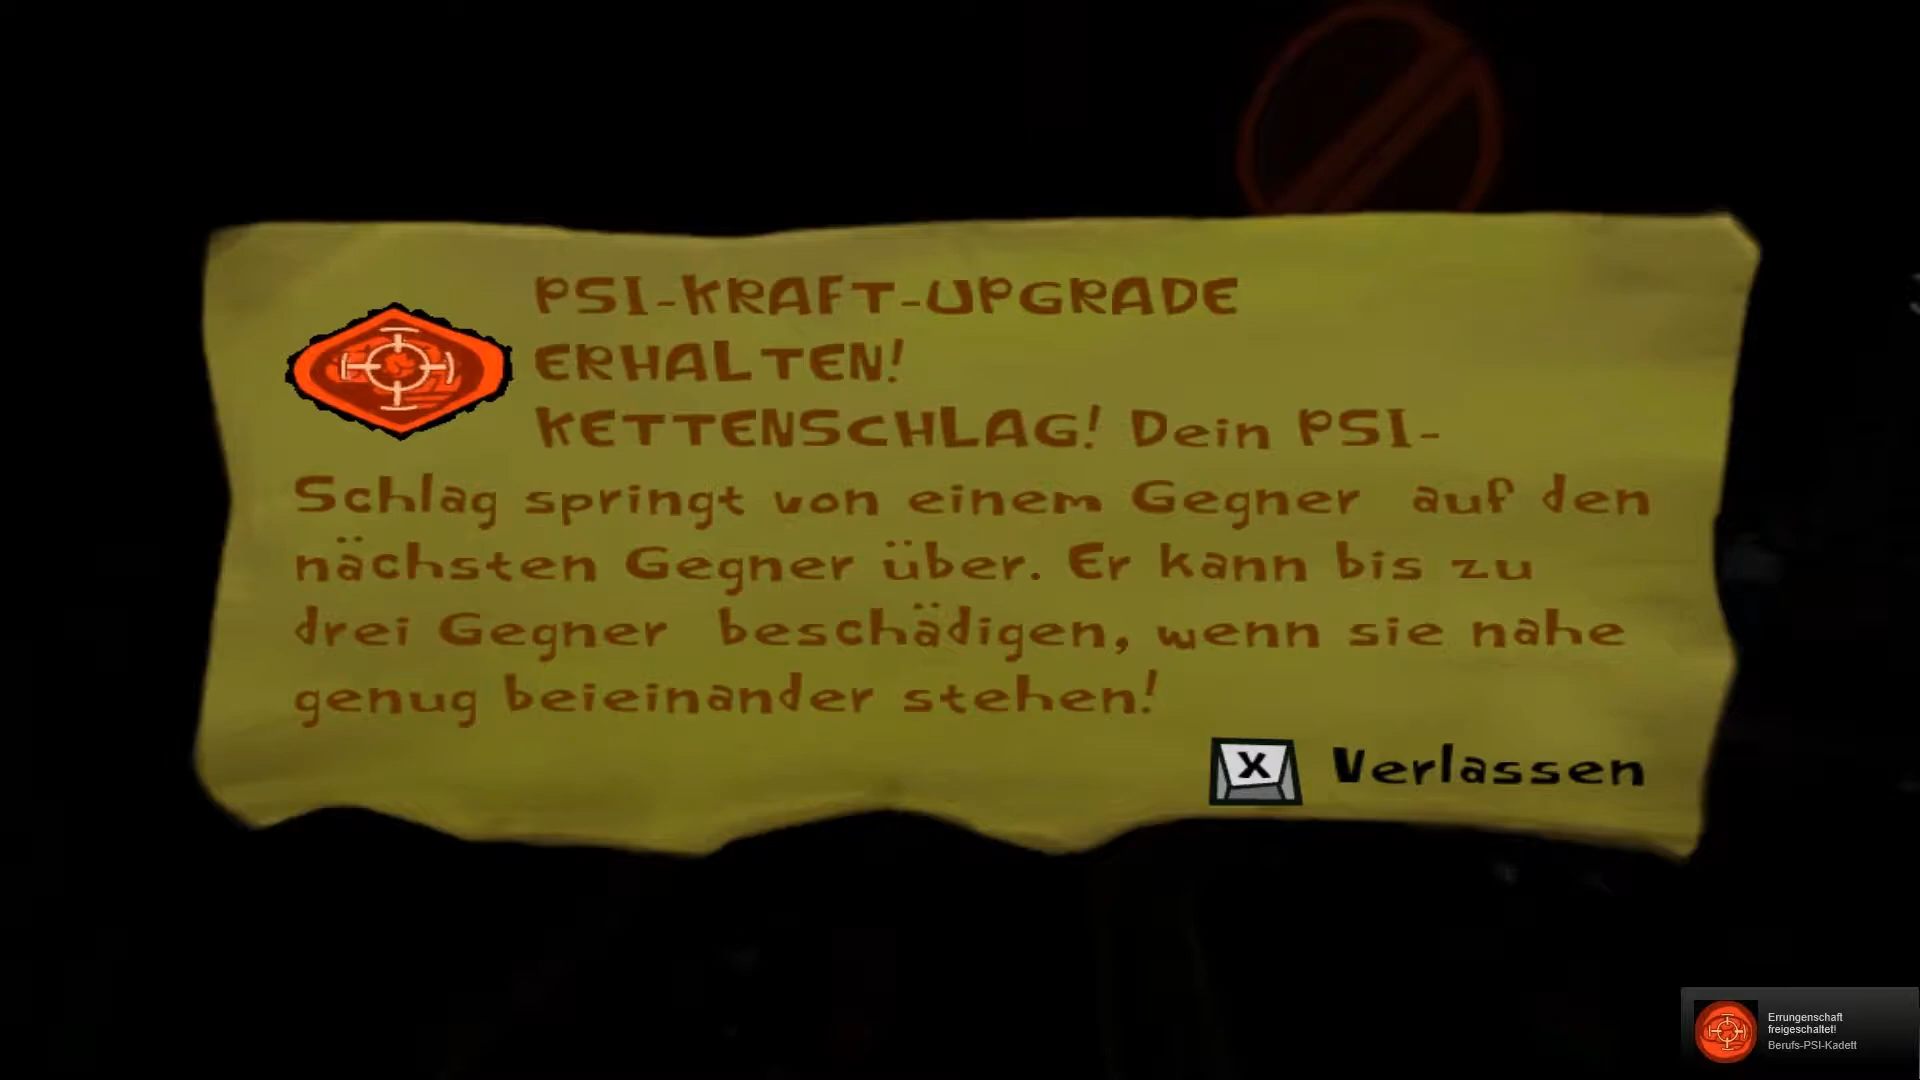 PSI-KRAFT-UPGRADE
ERHALTEN!
KETTENSCHLAG! Dein PSI-
Schlag springt von einem Gegner auf den
nächsten Gegner über. Er kann bis zu
drei Gegner beschädigen, wenn sie nahe
genug beieinander stehen!
X Verlassen
Errungenschaft
freigeschaltet!
Berufs-PSI-Kadett